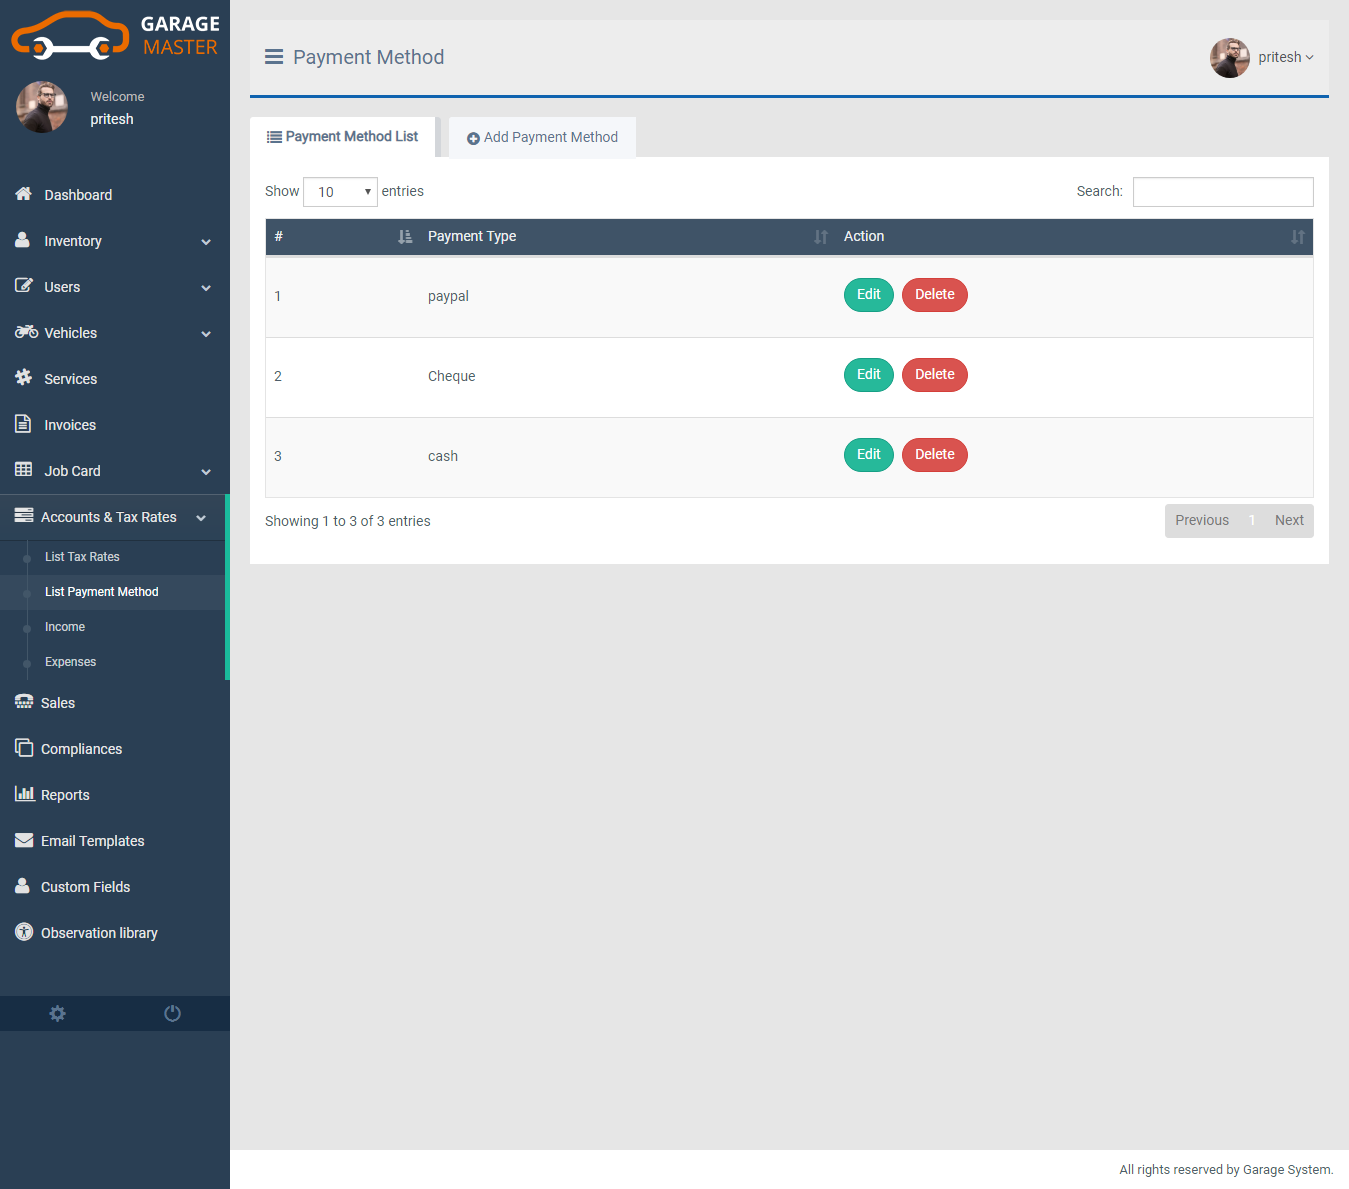 GARAGE
MASTER
Welcome
pritesh
Dashboard
Inventory
Users
Vehicles
Services
Invoices
Job Card
Accounts & Tax Rates
List Tax Rates
List Payment Method
Income
Expenses
Sales
Compliances
Reports
Email Templates
Custom Fields
Observation library
Payment Method
pritesh
Payment Method List
Add Payment Method
Show 10 entries
Search:
# Payment Type Action
1 paypal Edit Delete
2 Cheque Edit Delete
3 cash Edit Delete
Showing 1 to 3 of 3 entries
Previous 1 Next
All rights reserved by Garage System.